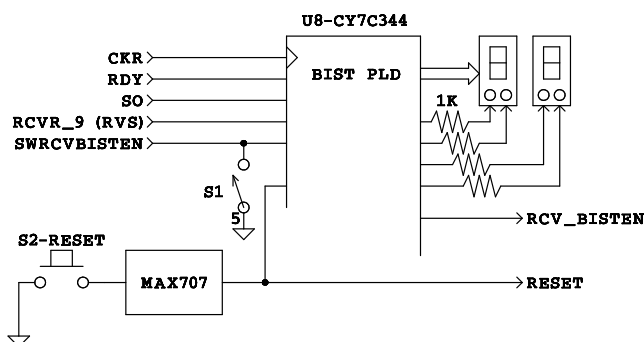 U8-CY7C344
CKR
BIST PLD
RDY
SO
1K
RCVR_9 (RVS)
SWRCVBISTEN
S1
5
RCV_BISTEN
S2-RESET
MAX707
RESET